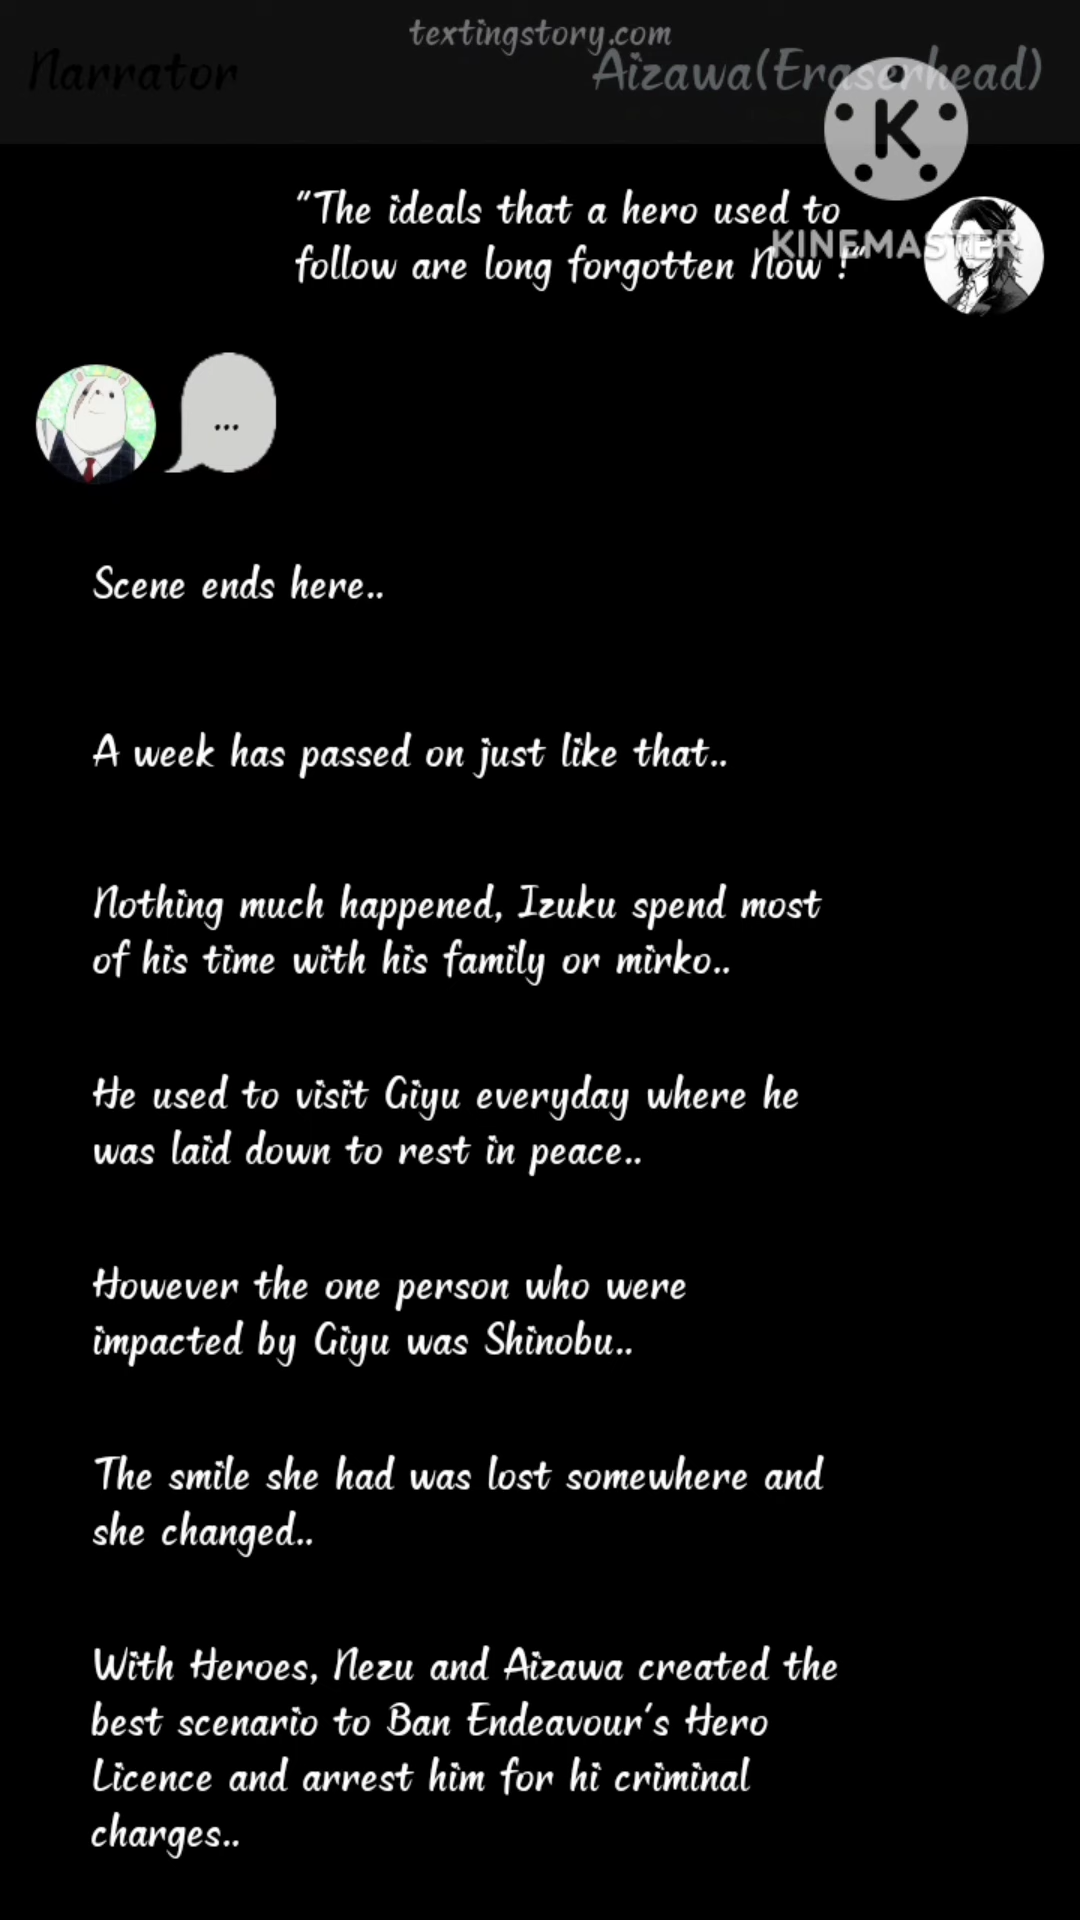 textingstory.com
Narrator
Aizawa(Eraserhead)
K
KINEMASTER
"The ideals that a hero used to
follow are long forgotten Now !"
...
Scene ends here..
A week has passed on just like that..
Nothing much happened, Izuku spend most
of his time with his family or mirko..
He used to visit Giyu everyday where he
was laid down to rest in peace..
However the one person who were
impacted by Giyu was Shinobu..
The smile she had was lost somewhere and
she changed..
With Heroes, Nezu and Aizawa created the
best scenario to Ban Endeavour's Hero
Licence and arrest him for hi criminal
charges..